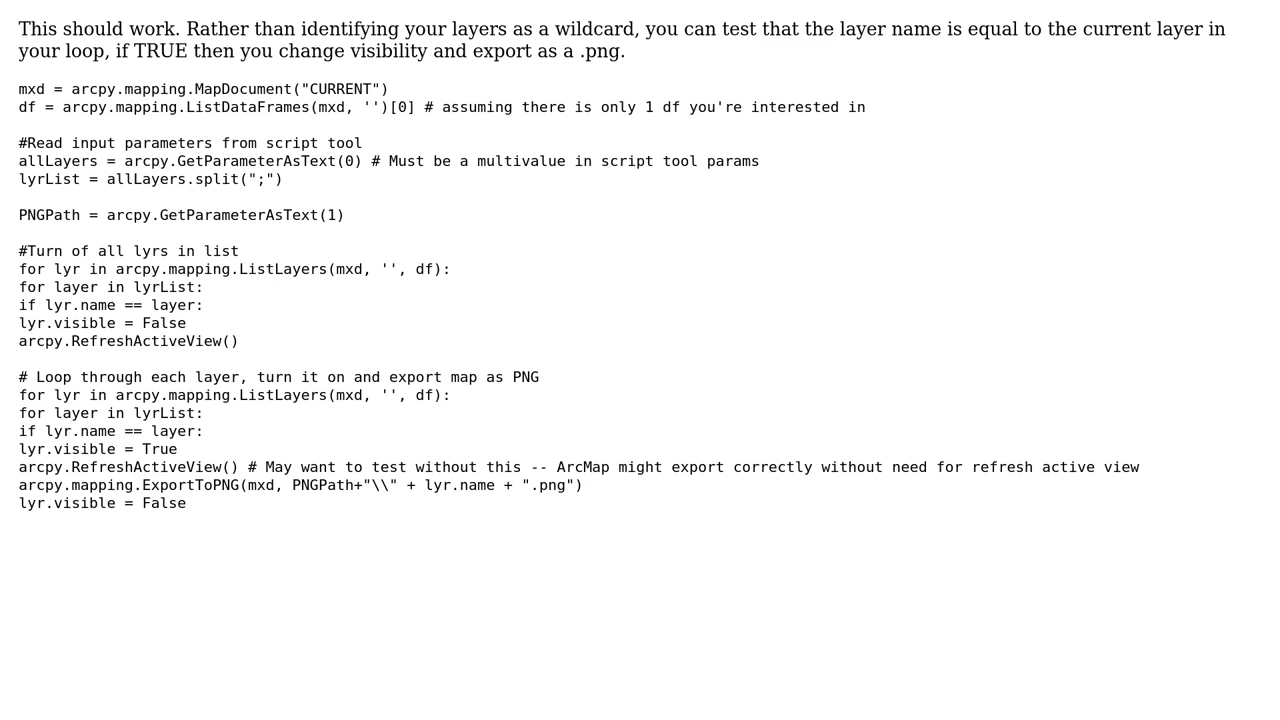 This should work. Rather than identifying your layers as a wildcard, you can test that the layer name is equal to the current layer in
your loop, if TRUE then you change visibility and export as a .png.
mxd = arcpy.mapping.MapDocument("CURRENT")
df = arcpy.mapping.ListDataFrames(mxd, '')[0] # assuming there is only 1 df you're interested in
#Read input parameters from script tool
allLayers = arcpy.GetParameterAsText(0) # Must be a multivalue in script tool params
lyrList = allLayers.split(";")
PNGPath = arcpy.GetParameterAsText(1)
#Turn of all lyrs in list
for lyr in arcpy.mapping.ListLayers(mxd, '', df):
for layer in lyrList:
if lyr.name == layer:
lyr.visible = False
arcpy.RefreshActiveView()
# Loop through each layer, turn it on and export map as PNG
for lyr in arcpy.mapping.ListLayers(mxd, '', df):
for layer in lyrList:
if lyr.name == layer:
lyr.visible = True
arcpy.RefreshActiveView() # May want to test without this -- ArcMap might export correctly without need for refresh active view
arcpy.mapping.ExportToPNG(mxd, PNGPath+"\\" + lyr.name + ".png")
lyr.visible = False